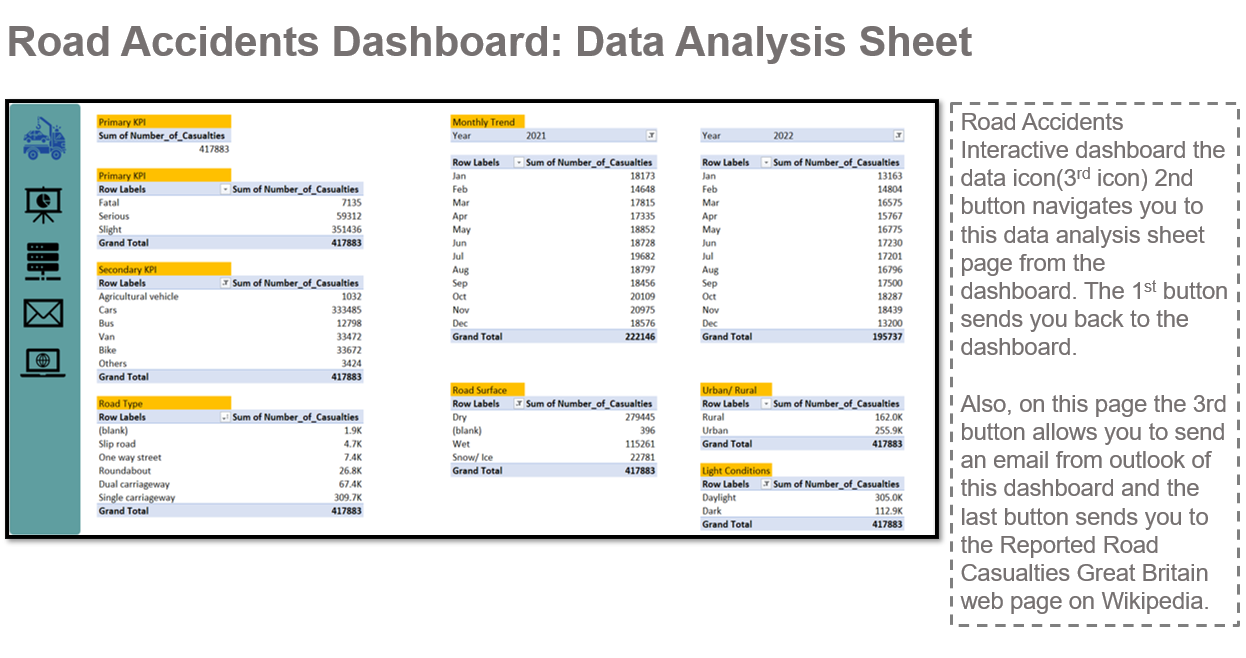 Road Accidents Dashboard: Data Analysis Sheet
Primary KPI
Sum of Number_of_Casualties
417883
Primary KPI
Row Labels Sum of Number_of_Casualties
Fatal 7135
Serious 59312
Slight 351436
Grand Total 417883
Secondary KPI
Row Labels Sum of Number_of_Casualties
Agricultural vehicle 1032
Cars 333485
Bus 12798
Van 33472
Bike 33672
Others 3424
Grand Total 417883
Road Type
Row Labels Sum of Number_of_Casualties
(blank) 1.9K
Slip road 4.7K
One way street 7.4K
Roundabout 26.8K
Dual carriageway 67.4K
Single carriageway 309.7K
Grand Total 417883
Monthly Trend
Year 2021
Row Labels Sum of Number_of_Casualties
Jan 18173
Feb 14648
Mar 17815
Apr 17335
May 18852
Jun 18728
Jul 19682
Aug 18797
Sep 18456
Oct 20109
Nov 20975
Dec 18576
Grand Total 222146
Year 2022
Row Labels Sum of Number_of_Casualties
Jan 13163
Feb 14804
Mar 16575
Apr 15767
May 16775
Jun 17230
Jul 17201
Aug 16796
Sep 17500
Oct 18287
Nov 18439
Dec 13200
Grand Total 195737
Road Surface
Row Labels Sum of Number_of_Casualties
Dry 279445
(blank) 396
Wet 115261
Snow/ Ice 22781
Grand Total 417883
Urban/ Rural
Row Labels Sum of Number_of_Casualties
Rural 162.0K
Urban 255.9K
Grand Total 417883
Light Conditions
Row Labels Sum of Number_of_Casualties
Daylight 305.0K
Dark 112.9K
Grand Total 417883
Road Accidents
Interactive dashboard the
data icon(3rd icon) 2nd
button navigates you to
this data analysis sheet
page from the
dashboard. The 1st button
sends you back to the
dashboard.
Also, on this page the 3rd
button allows you to send
an email from outlook of
this dashboard and the
last button sends you to
the Reported Road
Casualties Great Britain
web page on Wikipedia.